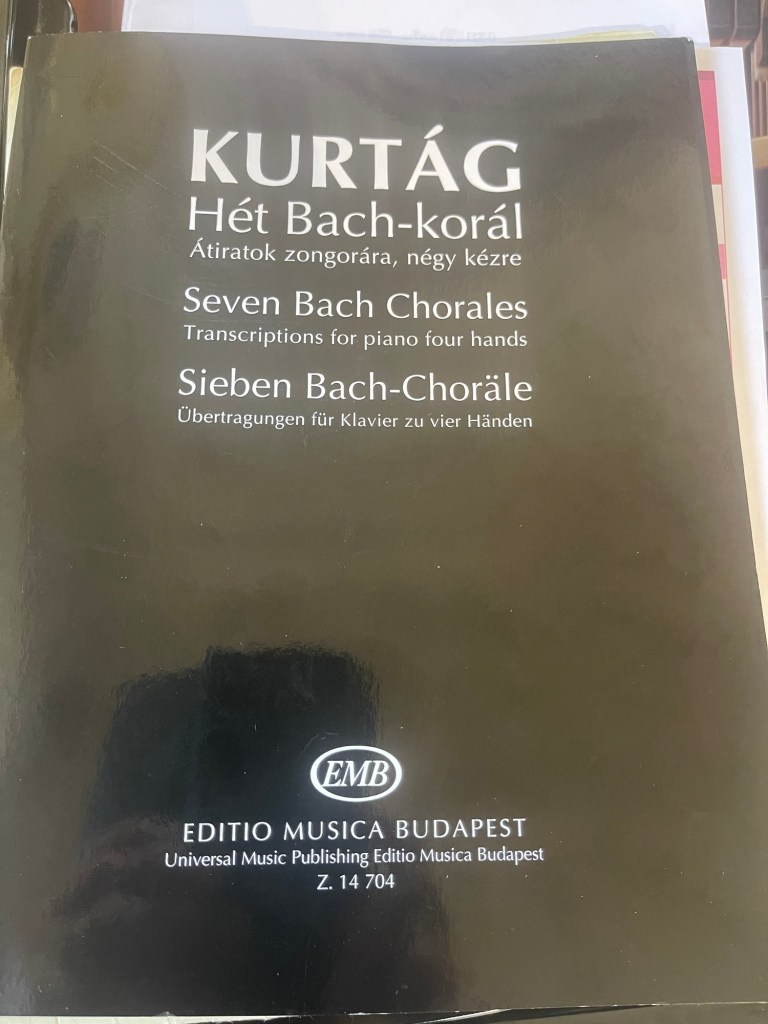 KURTÁG
Hét Bach-korál
Átiratok zongorára, négy kézre
Seven Bach Chorales
Transcriptions for piano four hands
Sieben Bach-Choräle
Übertragungen für Klavier zu vier Händen
EMB
EDITIO MUSICA BUDAPEST
Universal Music Publishing Editio Musica Budapest
Z. 14 704